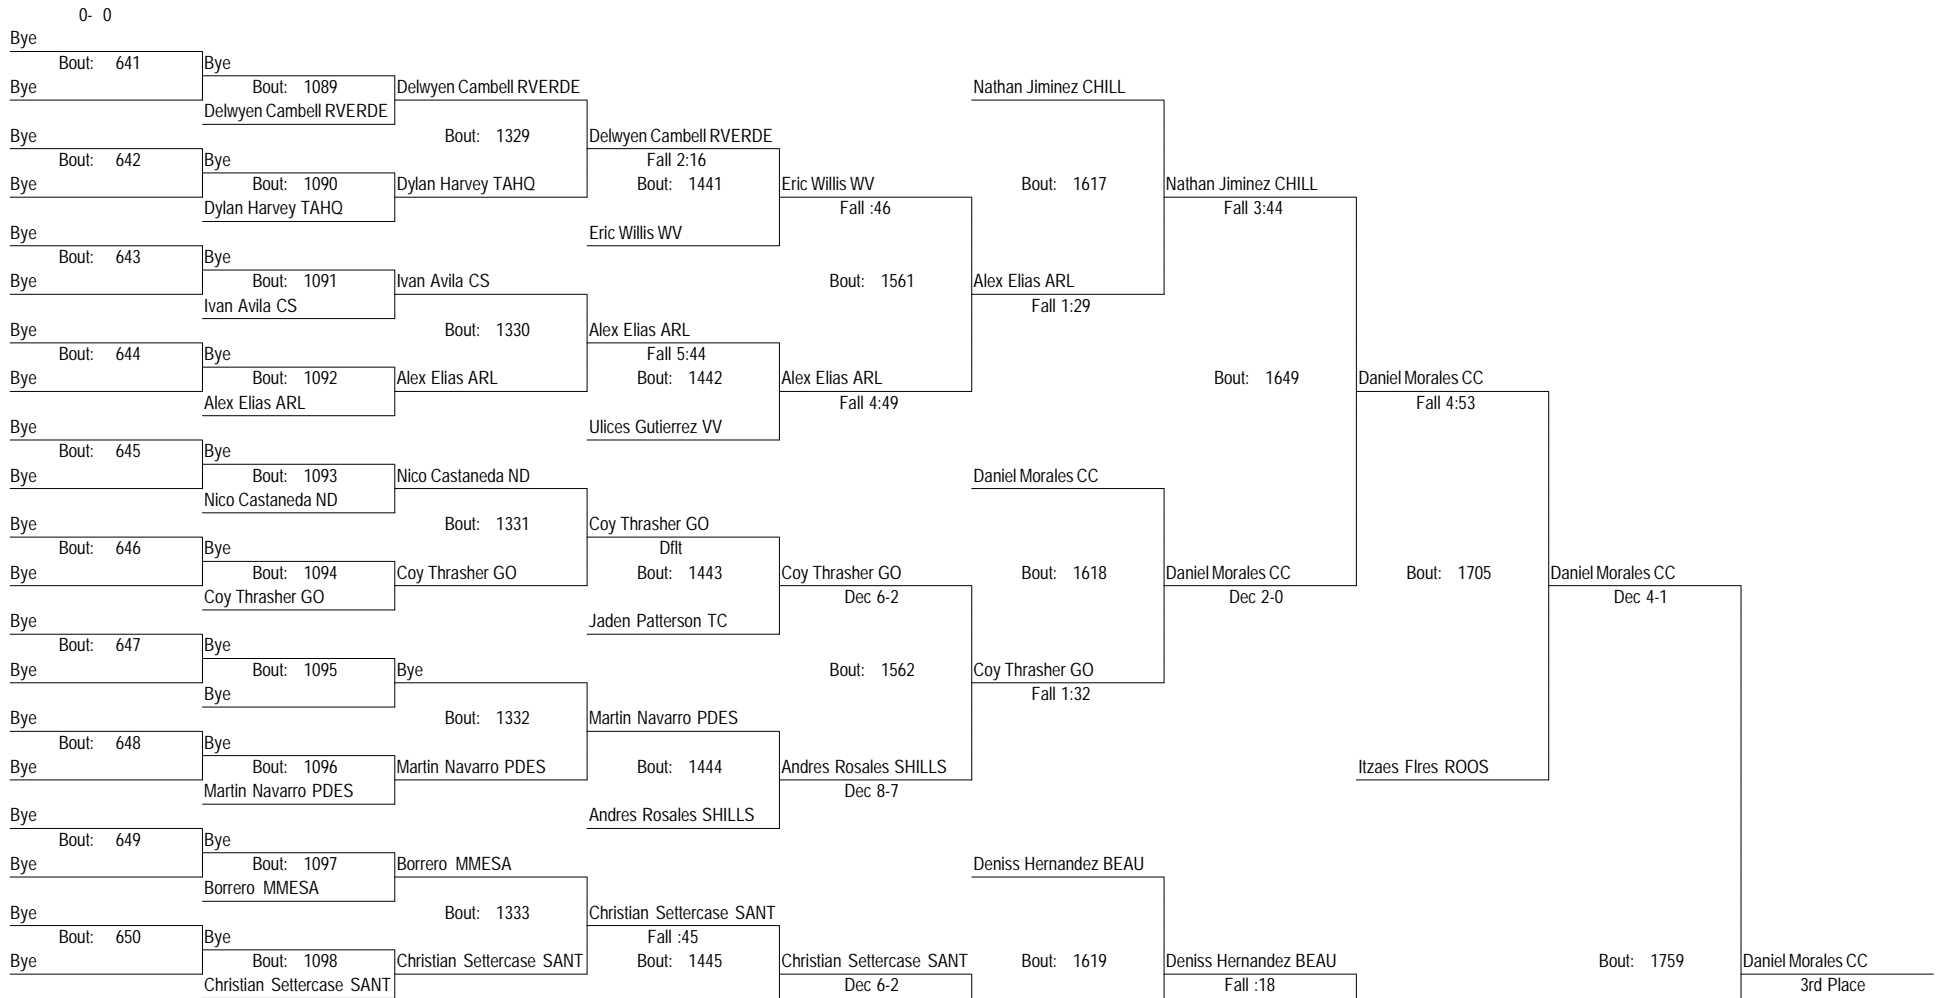 0- 0
Bye
Bout: 641 Bye
Bye Bout: 1089 Delwyen Cambell RVERDE Nathan Jiminez CHILL
Delwyen Cambell RVERDE
Bye Bout: 1329 Delwyen Cambell RVERDE
Bout: 642 Bye Fall 2:16
Bye Bout: 1090 Dylan Harvey TAHQ Bout: 1441 Eric Willis WV Bout: 1617 Nathan Jiminez CHILL
Dylan Harvey TAHQ Fall :46 Fall 3:44
Bye Eric Willis WV
Bout: 643 Bye
Bye Bout: 1091 Ivan Avila CS Bout: 1561 Alex Elias ARL
Ivan Avila CS Fall 1:29
Bye Bout: 1330 Alex Elias ARL
Bout: 644 Bye Fall 5:44
Bye Bout: 1092 Alex Elias ARL Bout: 1442 Alex Elias ARL Bout: 1649 Daniel Morales CC
Alex Elias ARL Fall 4:49 Fall 4:53
Bye Ulices Gutierrez VV
Bout: 645 Bye
Bye Bout: 1093 Nico Castaneda ND Daniel Morales CC
Nico Castaneda ND
Bye Bout: 1331 Coy Thrasher GO
Bout: 646 Bye Dflt
Bye Bout: 1094 Coy Thrasher GO Bout: 1443 Coy Thrasher GO Bout: 1618 Daniel Morales CC Bout: 1705 Daniel Morales CC
Coy Thrasher GO Dec 6-2 Dec 2-0 Dec 4-1
Bye Jaden Patterson TC
Bout: 647 Bye
Bye Bout: 1095 Bye Bout: 1562 Coy Thrasher GO
Bye Fall 1:32
Bye Bout: 1332 Martin Navarro PDES
Bout: 648 Bye
Bye Bout: 1096 Martin Navarro PDES Bout: 1444 Andres Rosales SHILLS Itzaes Flres ROOS
Martin Navarro PDES Dec 8-7
Bye Andres Rosales SHILLS
Bout: 649 Bye
Bye Bout: 1097 Borrero MMESA Deniss Hernandez BEAU
Borrero MMESA
Bye Bout: 1333 Christian Settercase SANT
Bout: 650 Bye Fall :45
Bye Bout: 1098 Christian Settercase SANT Bout: 1445 Christian Settercase SANT Bout: 1619 Deniss Hernandez BEAU Bout: 1759 Daniel Morales CC
Christian Settercase SANT Dec 6-2 Fall :18 3rd Place